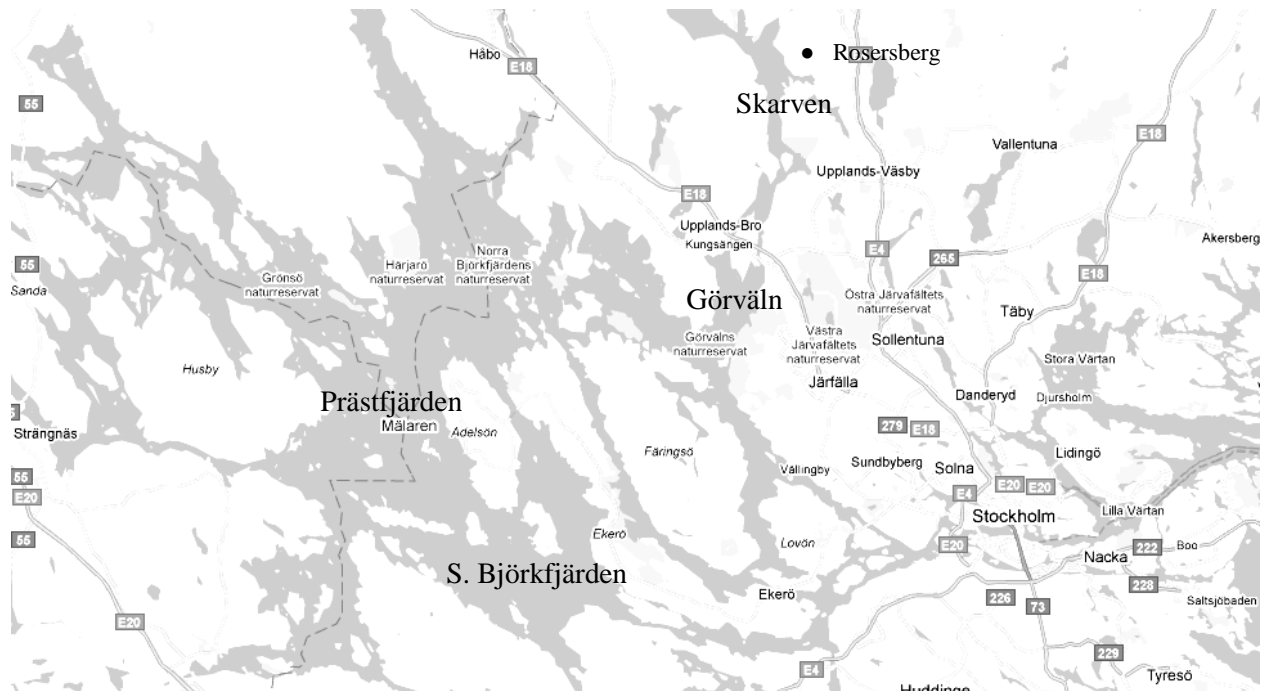 Rosersberg
Håbo
E18
55
Skarven
E18
Vallentuna
Upplands-Väsby
E18
Upplands-Bro
Kungsängen
Akersberg
E4
265
Norra
Björkfjärdens
naturreservat
Härjarö
naturreservat
55
Grönsö
naturreservat
Sanda
E18
Görväln
Östra Järvafältets
naturreservat
Täby
Görvälns
naturreservat
Västra
Järvafältets
naturreservat
Sollentuna
Stora Värtan
Husby
Järfälla
Danderyd
Djursholm
Prästfjärden
Mälaren
Adelsön
Strängnäs
279
E18
Färingsö
Vällingby
Sundbyberg
Solna
Lidingö
55
E20
E20
E20
E4
Stockholm
Lilla Värtan
55
Ekerö
Lovön
E20
Nacka
222
Boo
S. Björkfjärden
Ekerö
226
73
228
Saltsjöbaden
E20
229
E4
Tyresö
Huddinge